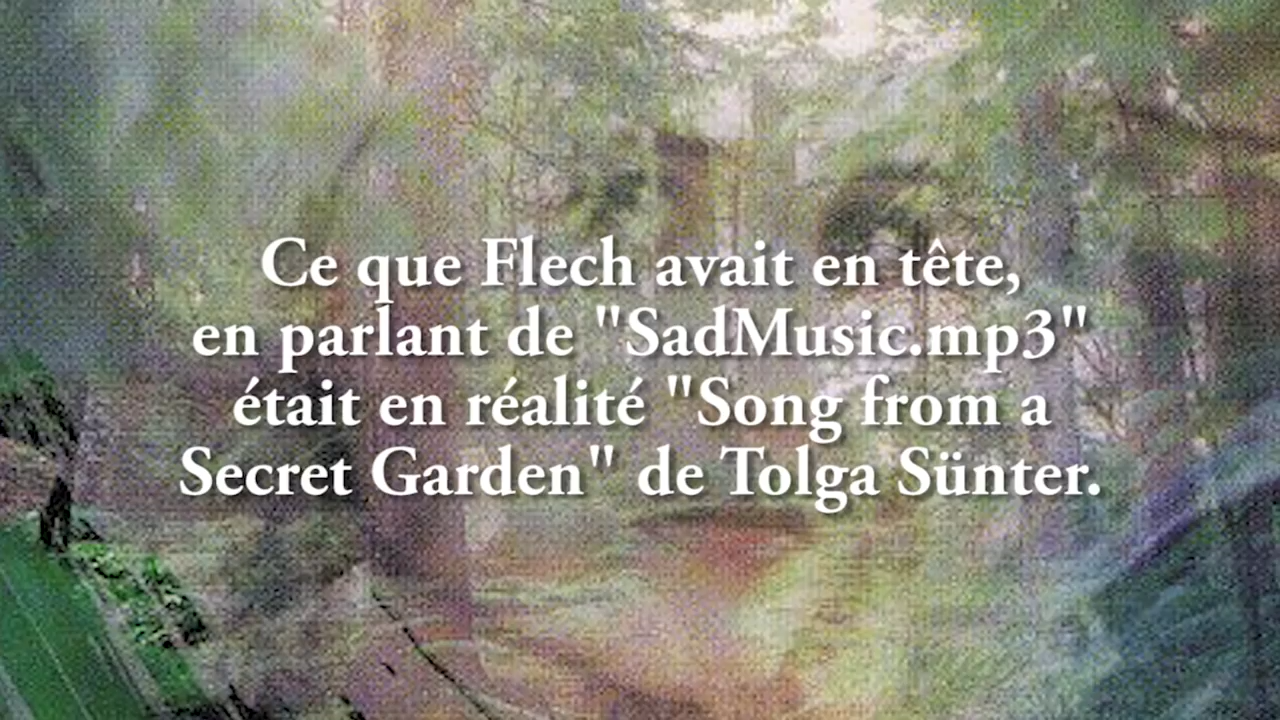 Ce que Flech avait en tête,
en parlant de "SadMusic.mp3"
était en réalité "Song from a
Secret Garden" de Tolga Sünter.